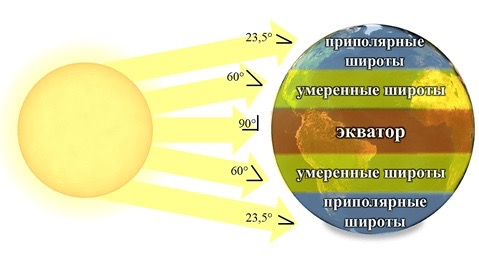 23,5°
приполярные
широты
60°
умеренные широты
90°
экватор
60°
умеренные широты
23,5°
приполярные
широты